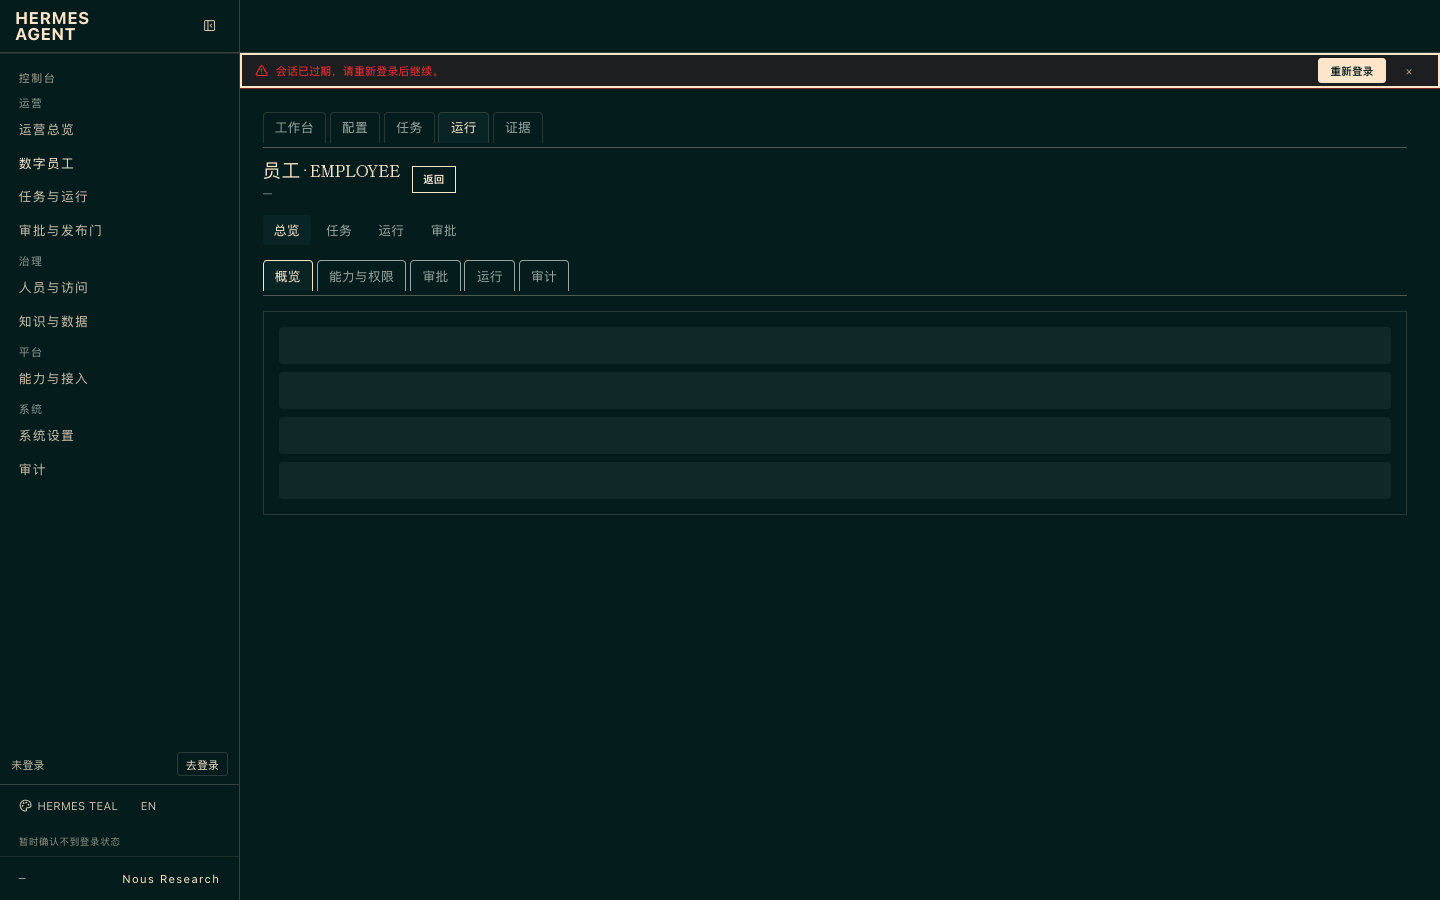 HERMES
AGENT
控制台
运营
运营总览
数字员工
任务与运行
审批与发布门
治理
人员与访问
知识与数据
平台
能力与接入
系统
系统设置
审计
未登录 去登录
HERMES TEAL EN
暂时确认不到登录状态
— Nous Research
会话已过期，请重新登录后继续。 重新登录 ×
工作台 配置 任务 运行 证据
员工 · EMPLOYEE 返回
—
总览 任务 运行 审批
概览 能力与权限 审批 运行 审计